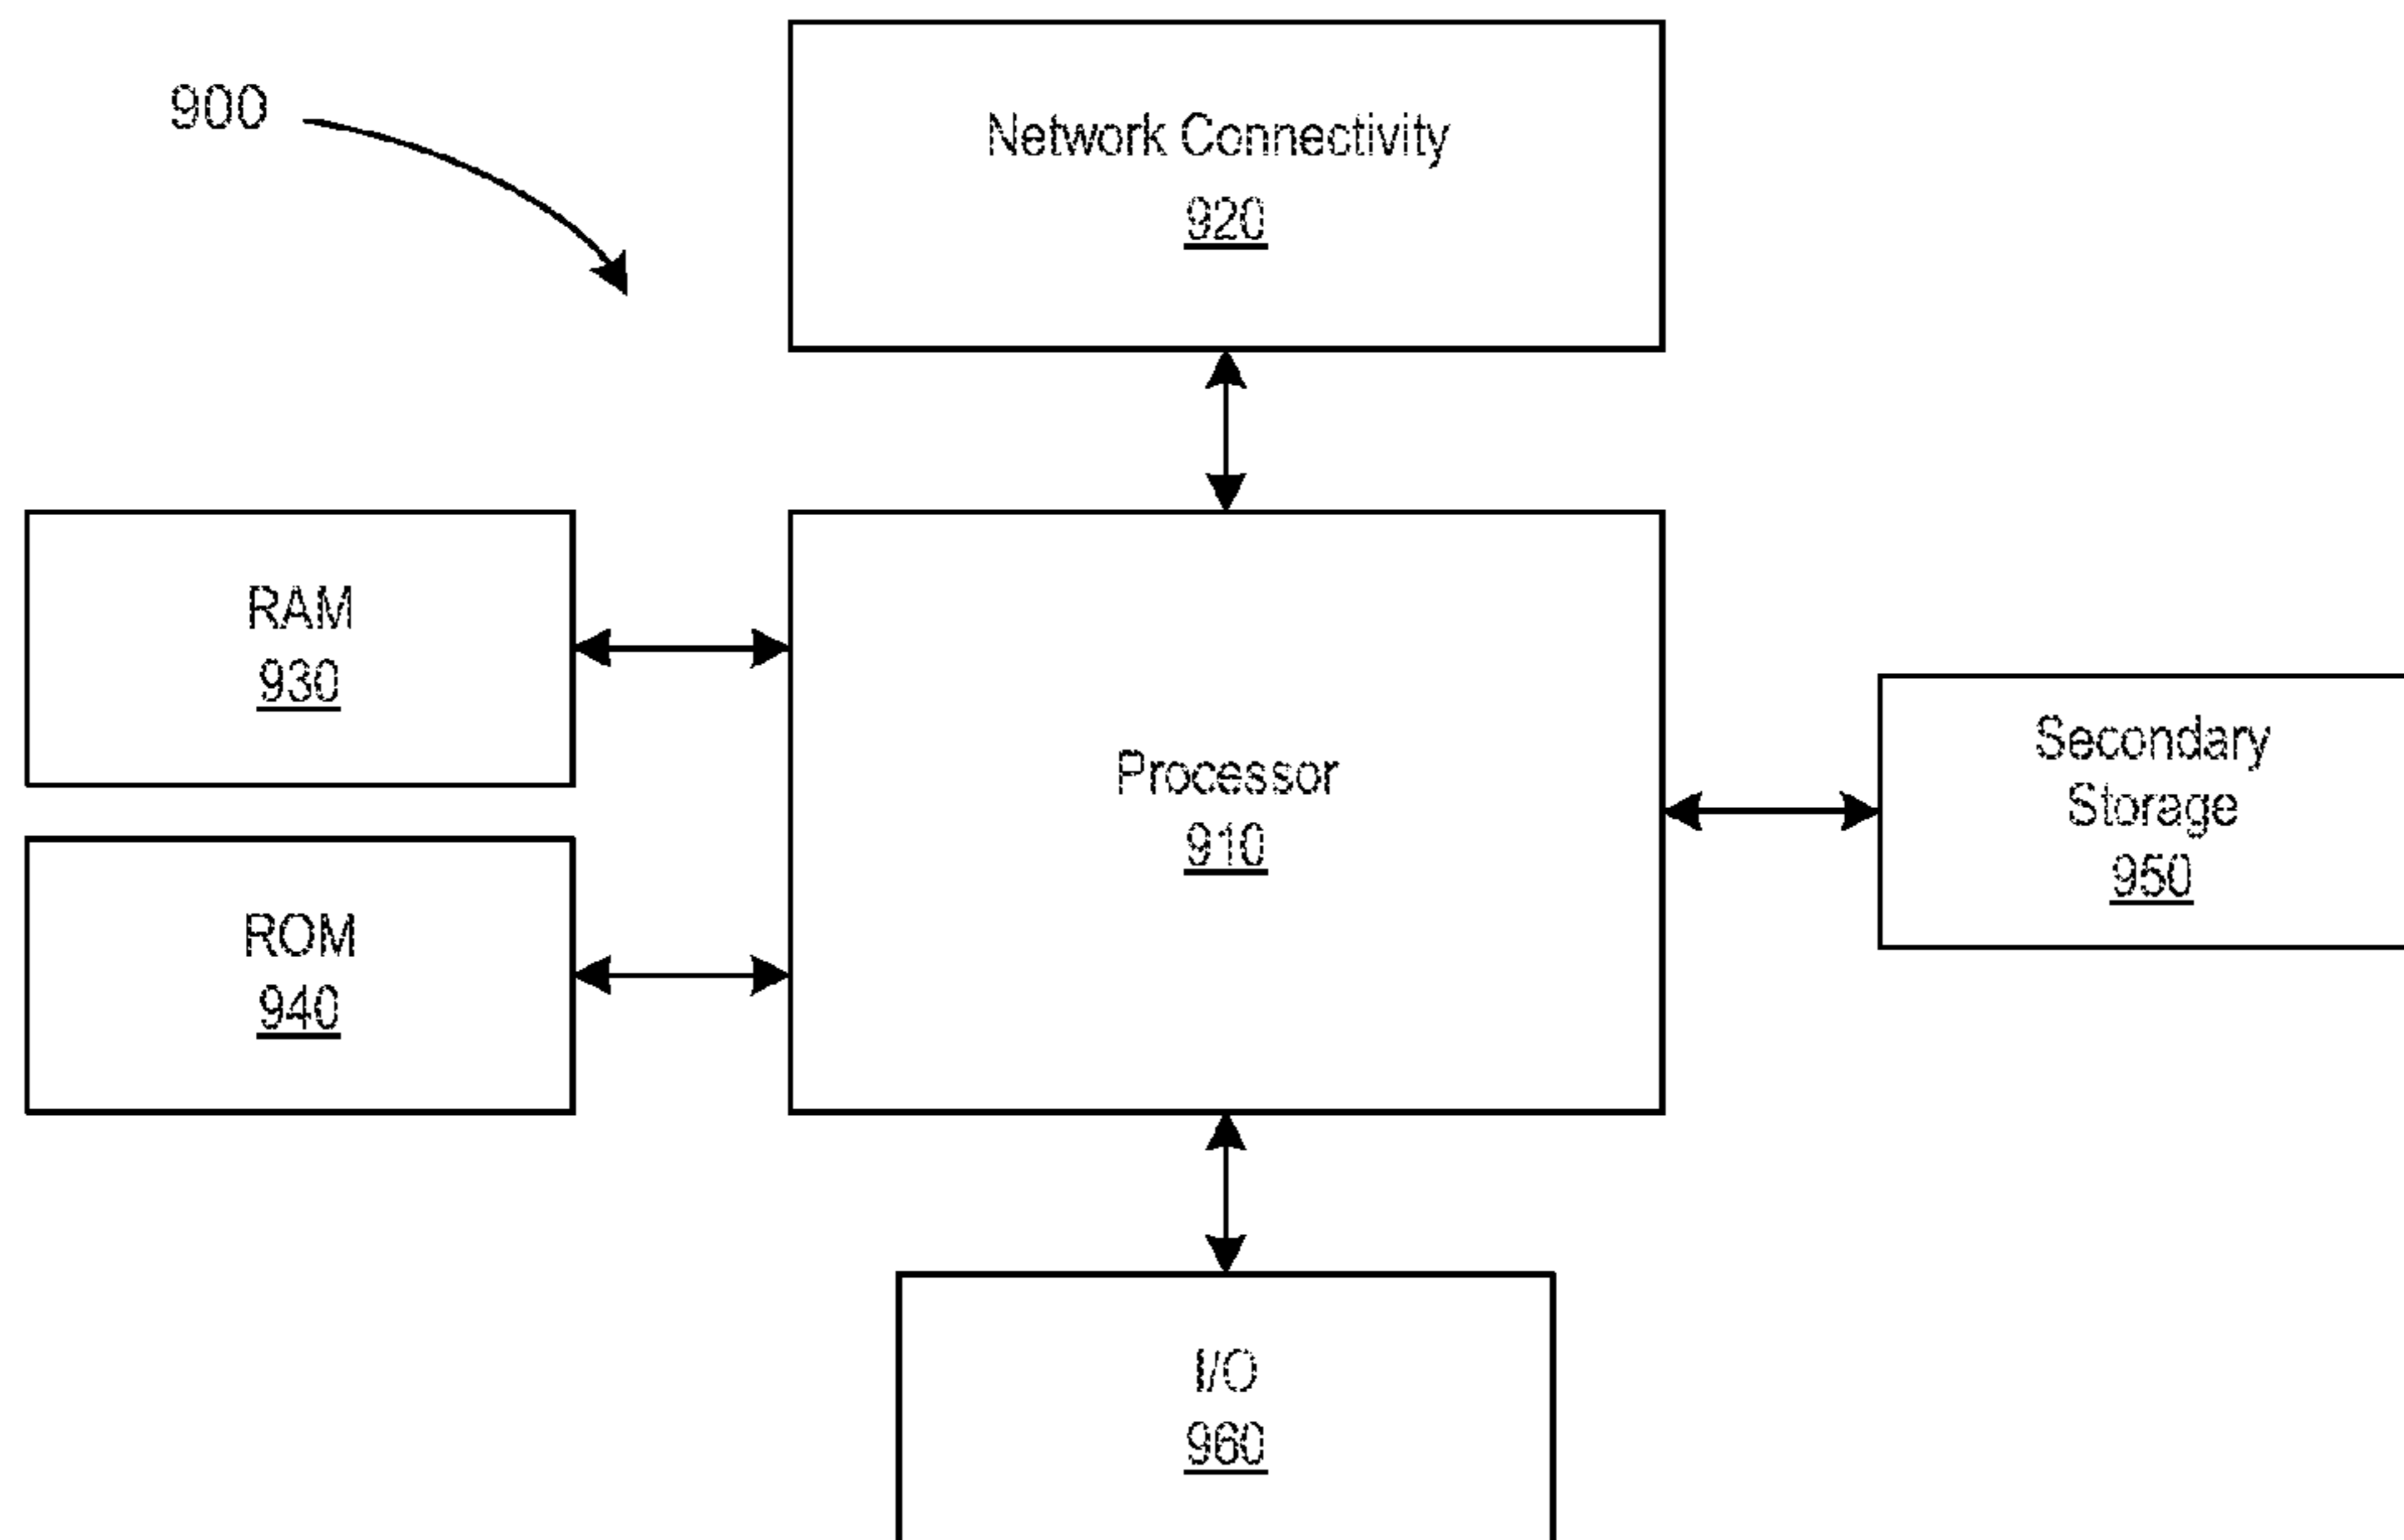 900
Network Connectivity
920
RAM
930
Processor
910
Secondary
Storage
950
ROM
940
I/O
960